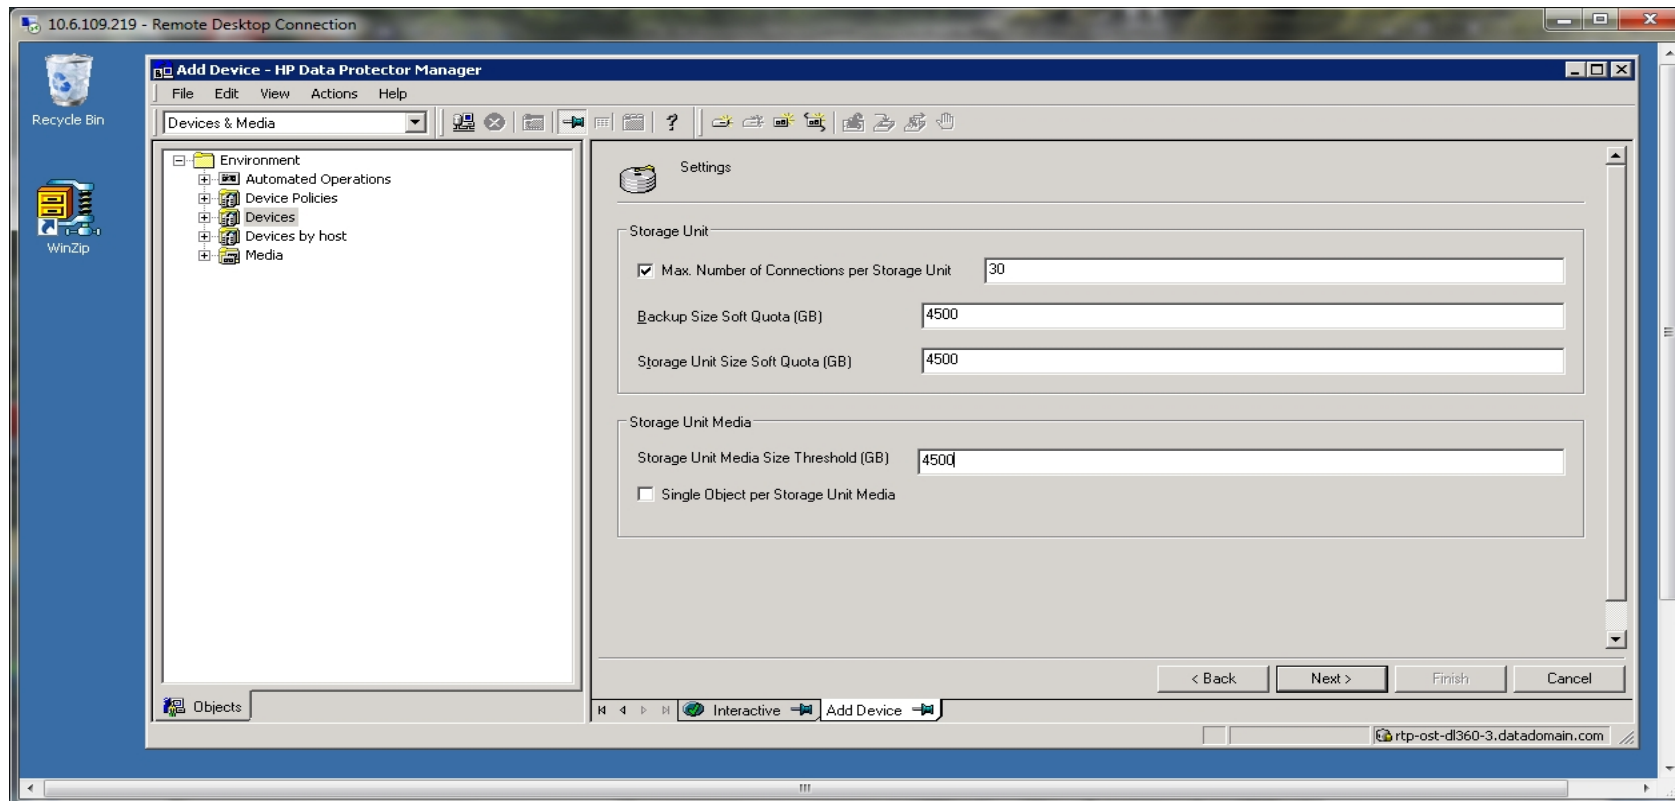 10.6.109.219 - Remote Desktop Connection
Recycle Bin
WinZip
Add Device - HP Data Protector Manager
File Edit View Actions Help
Devices & Media
Environment
Automated Operations
Device Policies
Devices
Devices by host
Media
Objects
Settings
Storage Unit
Max. Number of Connections per Storage Unit 30
Backup Size Soft Quota (GB) 4500
Storage Unit Size Soft Quota (GB) 4500
Storage Unit Media
Storage Unit Media Size Threshold (GB) 4500
Single Object per Storage Unit Media
< Back Next > Finish Cancel
Interactive Add Device
rtp-ost-dl360-3.datadomain.com